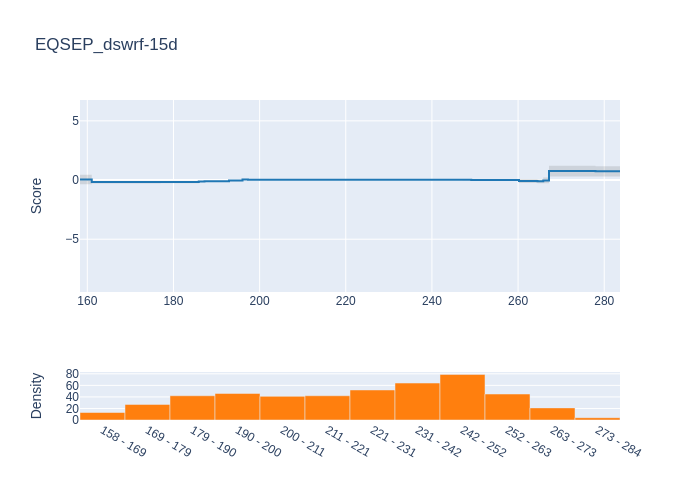 EQSEP_dswrf-15d
Score
5
0
−5
160 180 200 220 240 260 280
Density
80
60
40
20
0
158 - 169
169 - 179
179 - 190
190 - 200
200 - 211
211 - 221
221 - 231
231 - 242
242 - 252
252 - 263
263 - 273
273 - 284